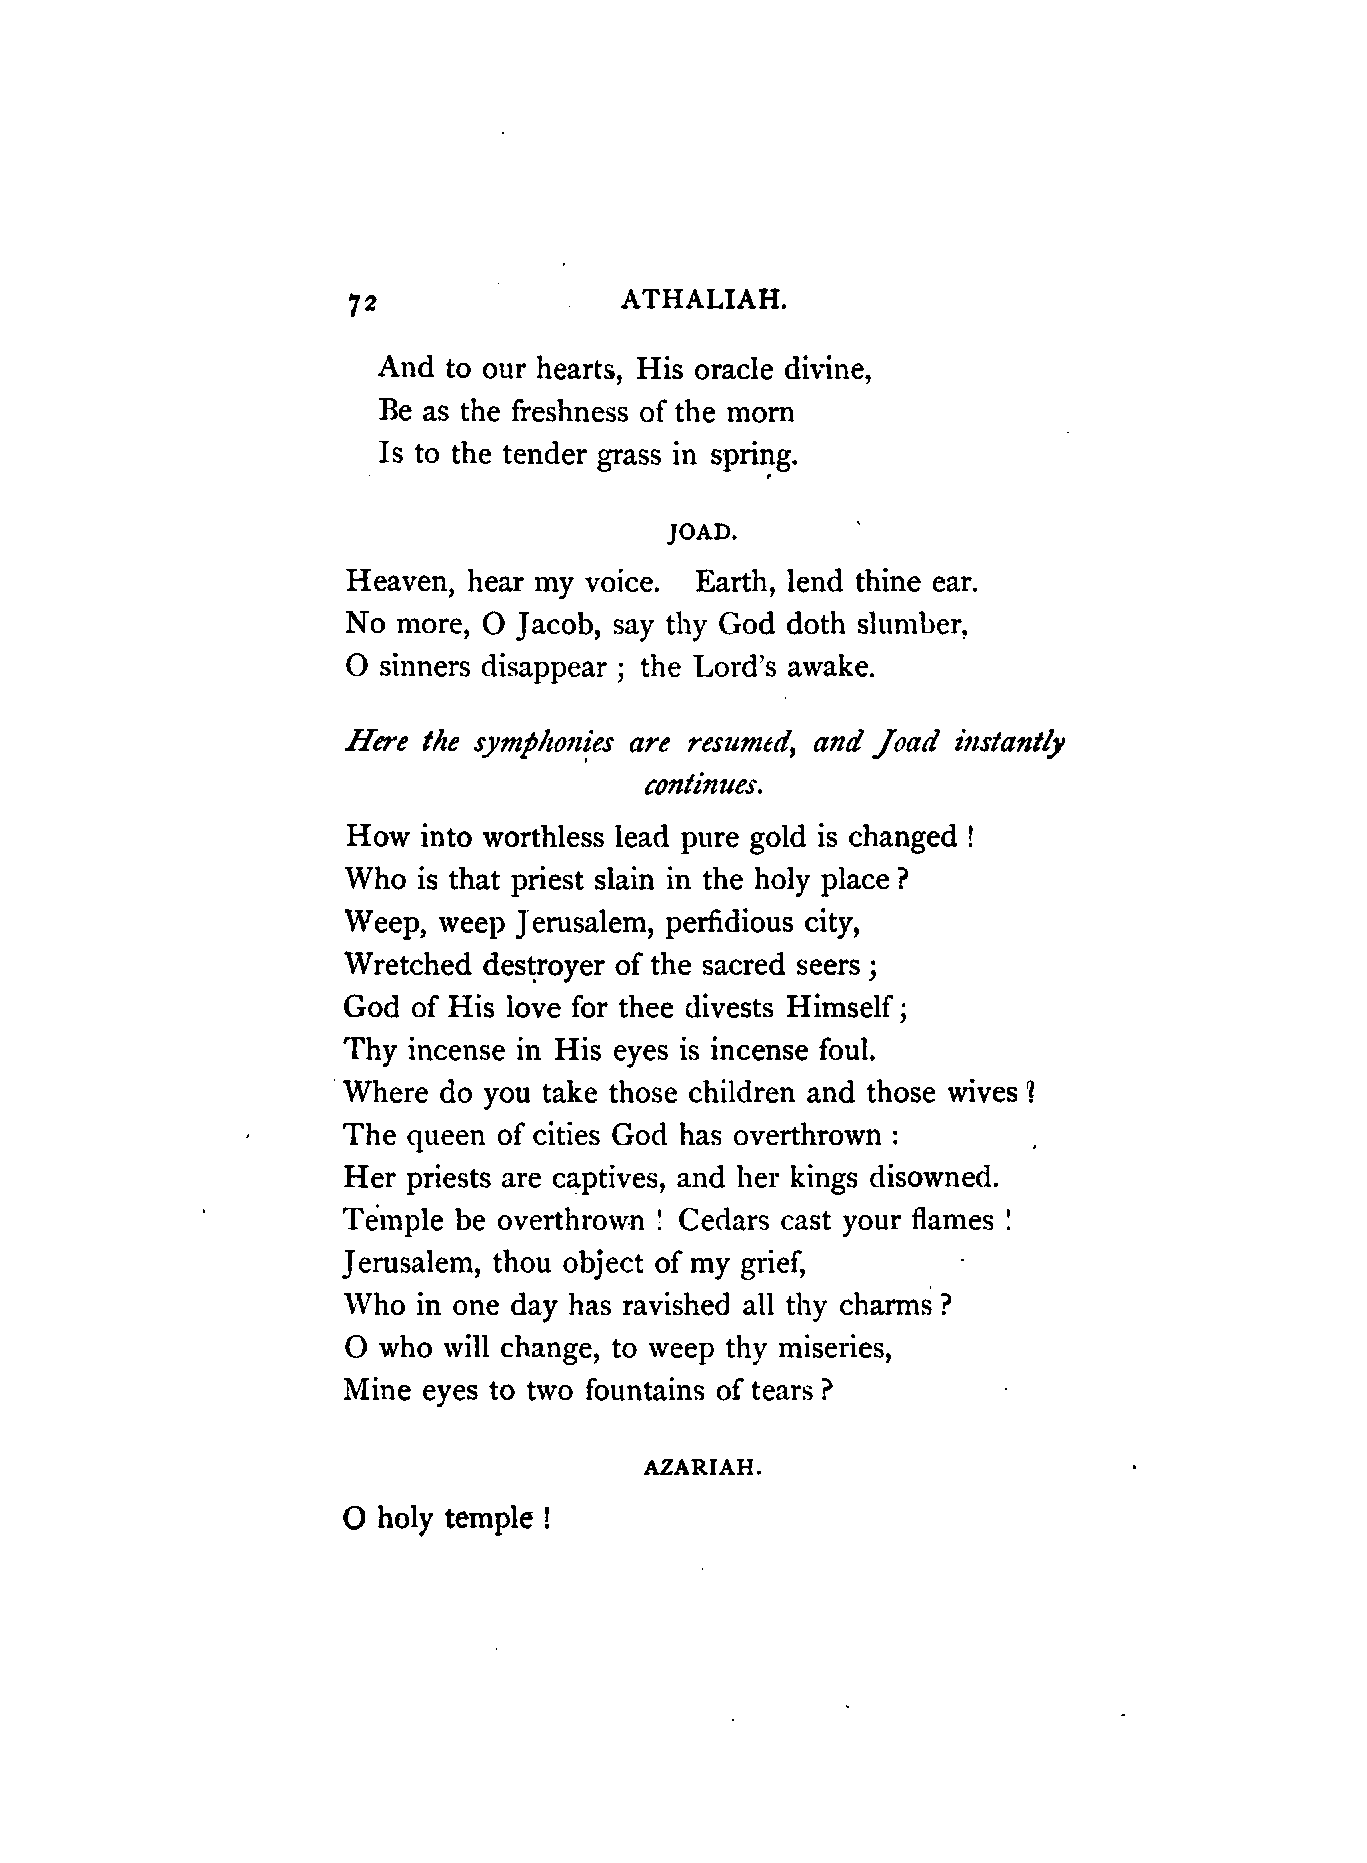 72 ATHALIAH.
And to our hearts, His oracle divine,
Be as the freshness of the morn
Is to the tender grass in spring.
JOAD.
Heaven, hear my voice. Earth, lend thine ear.
No more, O Jacob, say thy God doth slumber,
O sinners disappear ; the Lord's awake.
Here the symphonies are resumed, and Joad instantly
continues.
How into worthless lead pure gold is changed !
Who is that priest slain in the holy place ?
Weep, weep Jerusalem, perfidious city,
Wretched destroyer of the sacred seers ;
God of His love for thee divests Himself ;
Thy incense in His eyes is incense foul.
Where do you take those children and those wives ?
The queen of cities God has overthrown :
Her priests are captives, and her kings disowned.
Temple be overthrown ! Cedars cast your flames !
Jerusalem, thou object of my grief,
Who in one day has ravished all thy charms ?
O who will change, to weep thy miseries,
Mine eyes to two fountains of tears ?
AZARIAH.
O holy temple !